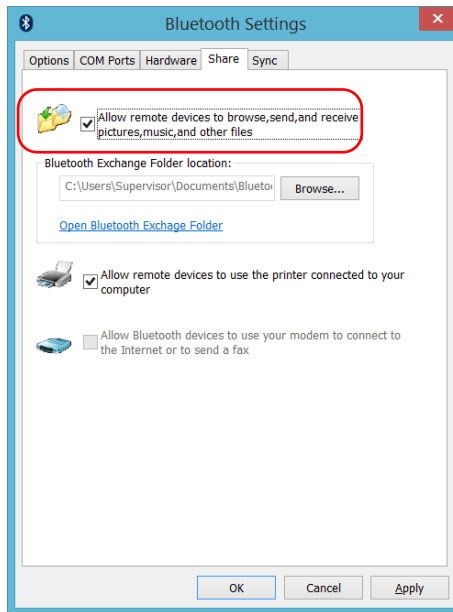 Bluetooth Settings
Options COM Ports Hardware Share Sync
Allow remote devices to browse,send,and receive
pictures,music,and other files
Bluetooth Exchange Folder location:
C:\Users\Supervisor\Documents\Bluetoo Browse...
Open Bluetooth Exchage Folder
Allow remote devices to use the printer connected to your
computer
Allow Bluetooth devices to use your modem to connect to
the Internet or to send a fax
OK Cancel Apply